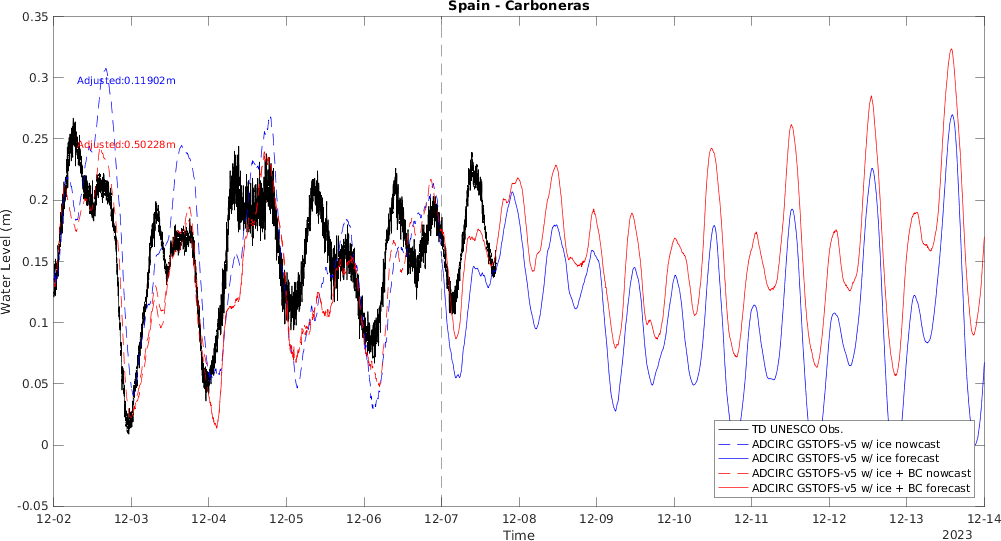 Spain - Carboneras
0.35
0.3
0.25
0.2
0.15
0.1
0.05
0
-0.05
Water Level (m)
Adjusted:0.11902m
Adjusted:0.50228m
TD UNESCO Obs.
ADCIRC GSTOFS-v5 w/ ice nowcast
ADCIRC GSTOFS-v5 w/ ice forecast
ADCIRC GSTOFS-v5 w/ ice + BC nowcast
ADCIRC GSTOFS-v5 w/ ice + BC forecast
12-02 12-03 12-04 12-05 12-06 12-07 12-08 12-09 12-10 12-11 12-12 12-13 12-14
Time
2023